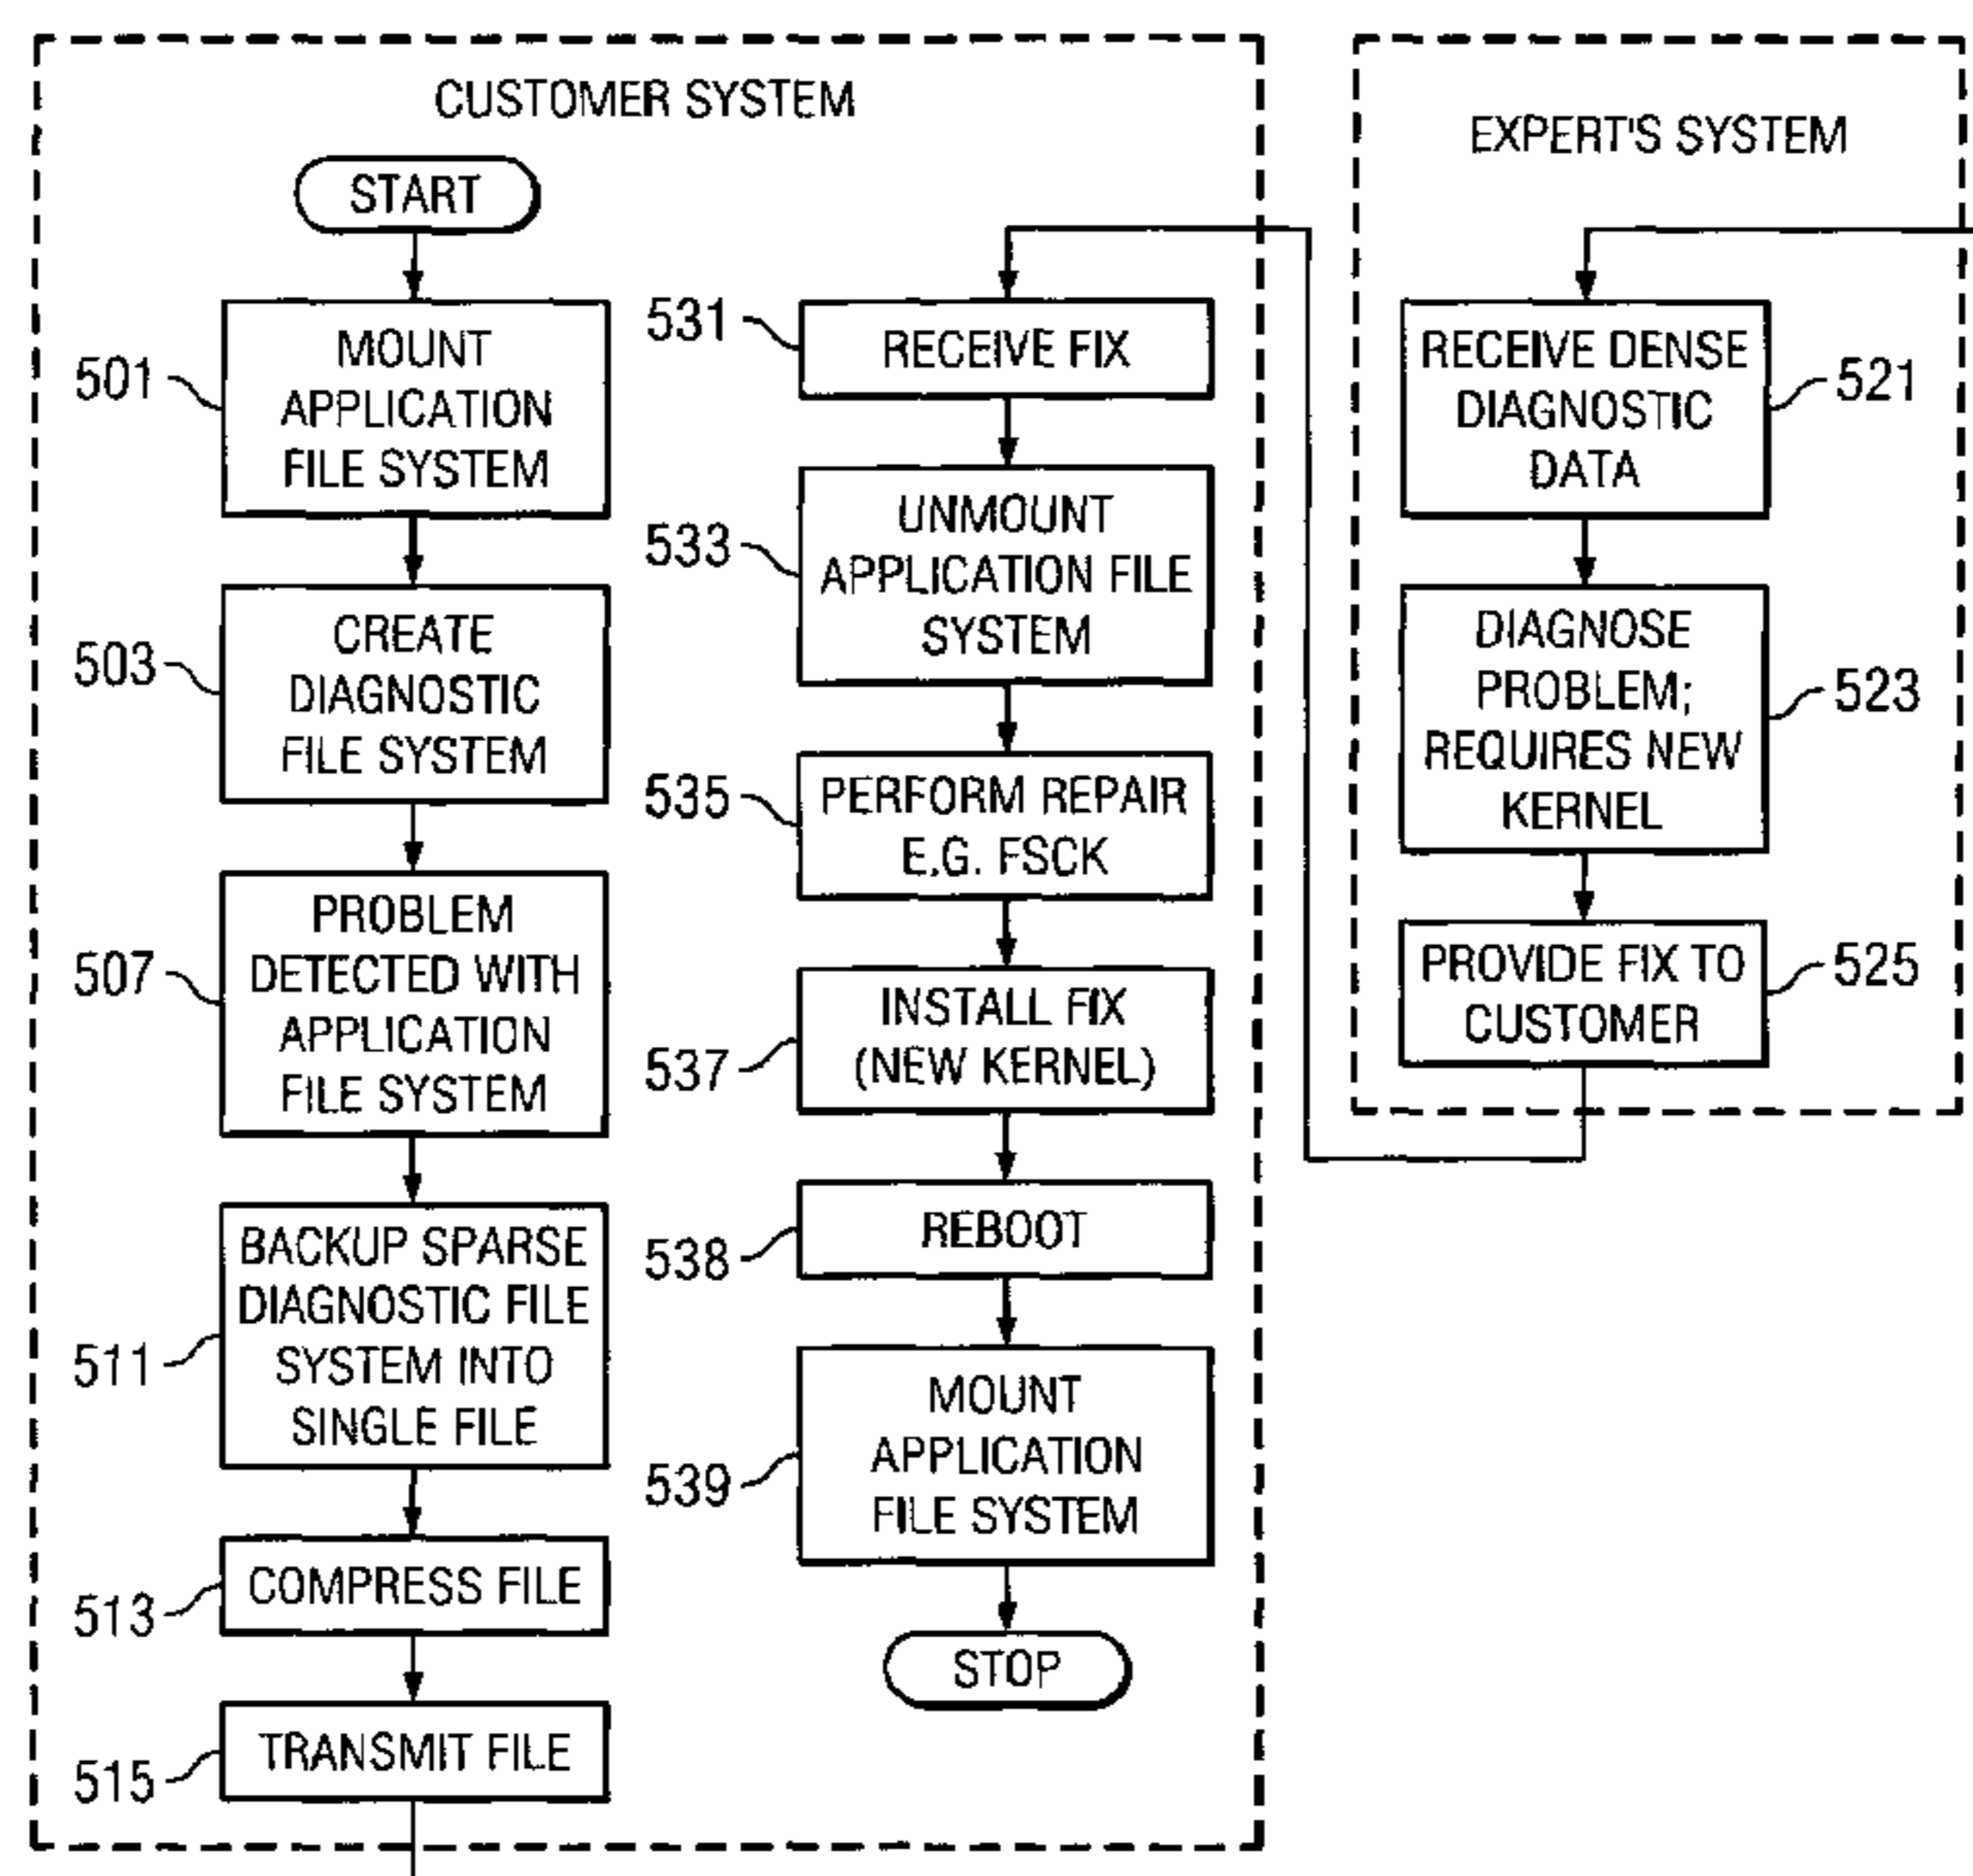 CUSTOMER SYSTEM
START
501
MOUNT
APPLICATION
FILE SYSTEM
503
CREATE
DIAGNOSTIC
FILE SYSTEM
507
PROBLEM
DETECTED WITH
APPLICATION
FILE SYSTEM
511
BACKUP SPARSE
DIAGNOSTIC FILE
SYSTEM INTO
SINGLE FILE
513
COMPRESS FILE
515
TRANSMIT FILE
531
RECEIVE FIX
533
UNMOUNT
APPLICATION FILE
SYSTEM
535
PERFORM REPAIR
E.G. FSCK
537
INSTALL FIX
(NEW KERNEL)
538
REBOOT
539
MOUNT
APPLICATION
FILE SYSTEM
STOP
EXPERT'S SYSTEM
RECEIVE DENSE
DIAGNOSTIC
DATA
521
DIAGNOSE
PROBLEM;
REQUIRES NEW
KERNEL
523
PROVIDE FIX TO
CUSTOMER
525